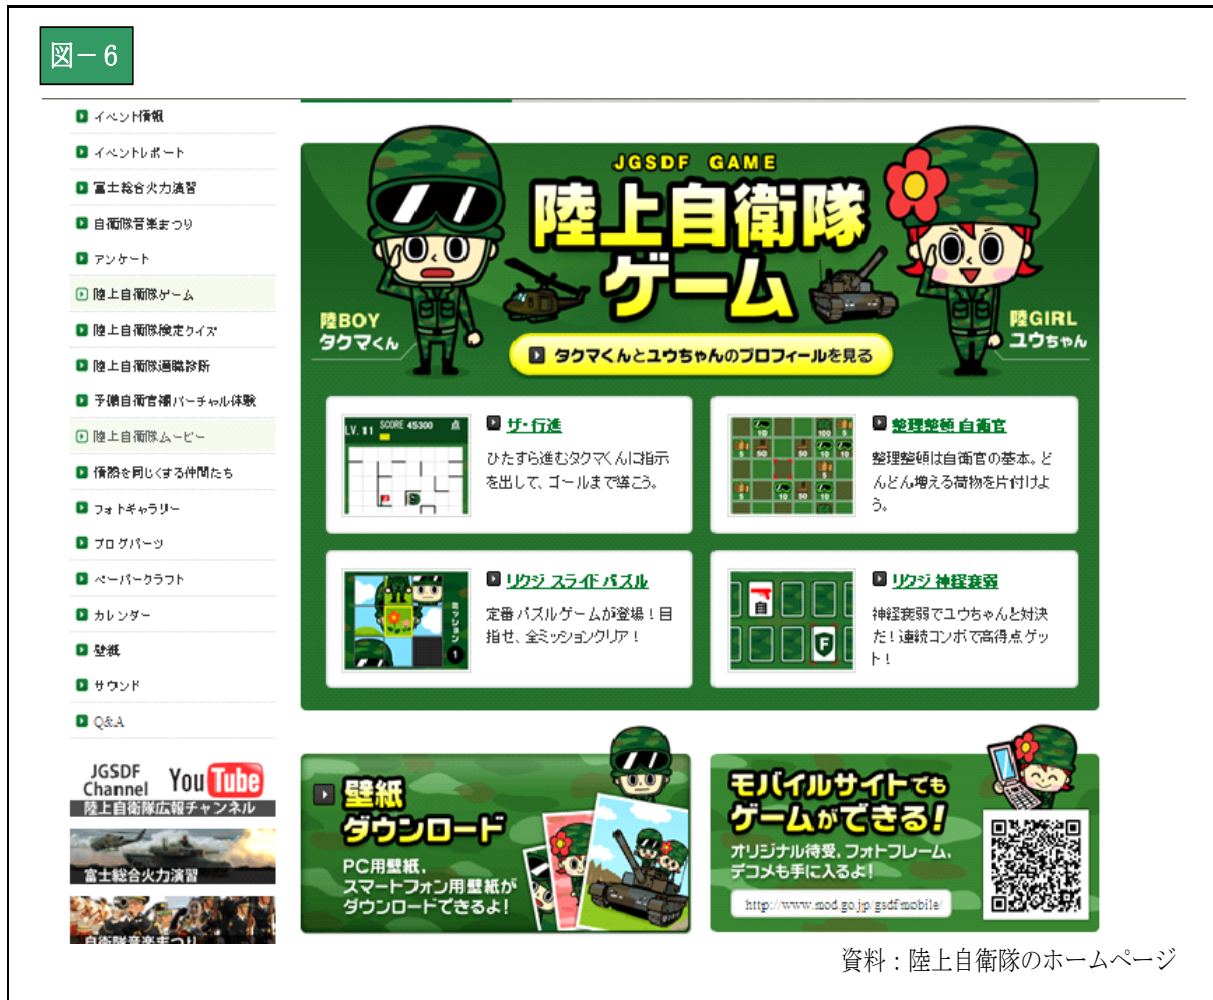 図－6
イベント情報
イベントレポート
富士総合火力演習
自衛隊音楽まつり
アンケート
陸上自衛隊ゲーム
陸上自衛隊検定クイズ
陸上自衛隊適職診断
予備自衛官補バーチャル体験
陸上自衛隊ムービー
情熱を同じくする仲間たち
フォトギャラリー
ブログパーツ
ペーパークラフト
カレンダー
壁紙
サウンド
Q&A
JGSDF
Channel
YouTube
陸上自衛隊広報チャンネル
富士総合火力演習
自衛隊音楽まつり
JGSDF GAME
陸上自衛隊
ゲーム
陸BOY
タクマくん
陸GIRL
ユウちゃん
タクマくんとユウちゃんのプロフィールを見る
LV. 11 SCORE 45300 点
ザ・行進
ひたすら進むタクマくんに指示
を出して、ゴールまで導こう。
整理整頓 自衛官
整理整頓は自衛官の基本。ど
んどん増える荷物を片付けよ
う。
ミッション
1
リクジ スライド パズル
定番パズルゲームが登場！目
指せ、全ミッションクリア！
自
F
リクジ 神経衰弱
神経衰弱でユウちゃんと対決
だ！連続コンボで高得点ゲッ
ト！
壁紙
ダウンロード
PC用壁紙、
スマートフォン用壁紙が
ダウンロードできるよ！
モバイルサイトでも
ゲームができる！
オリジナル待受、フォトフレーム、
デコメも手に入るよ！
http://www.mod.go.jp/gsdf/mobile/
資料：陸上自衛隊のホームページ